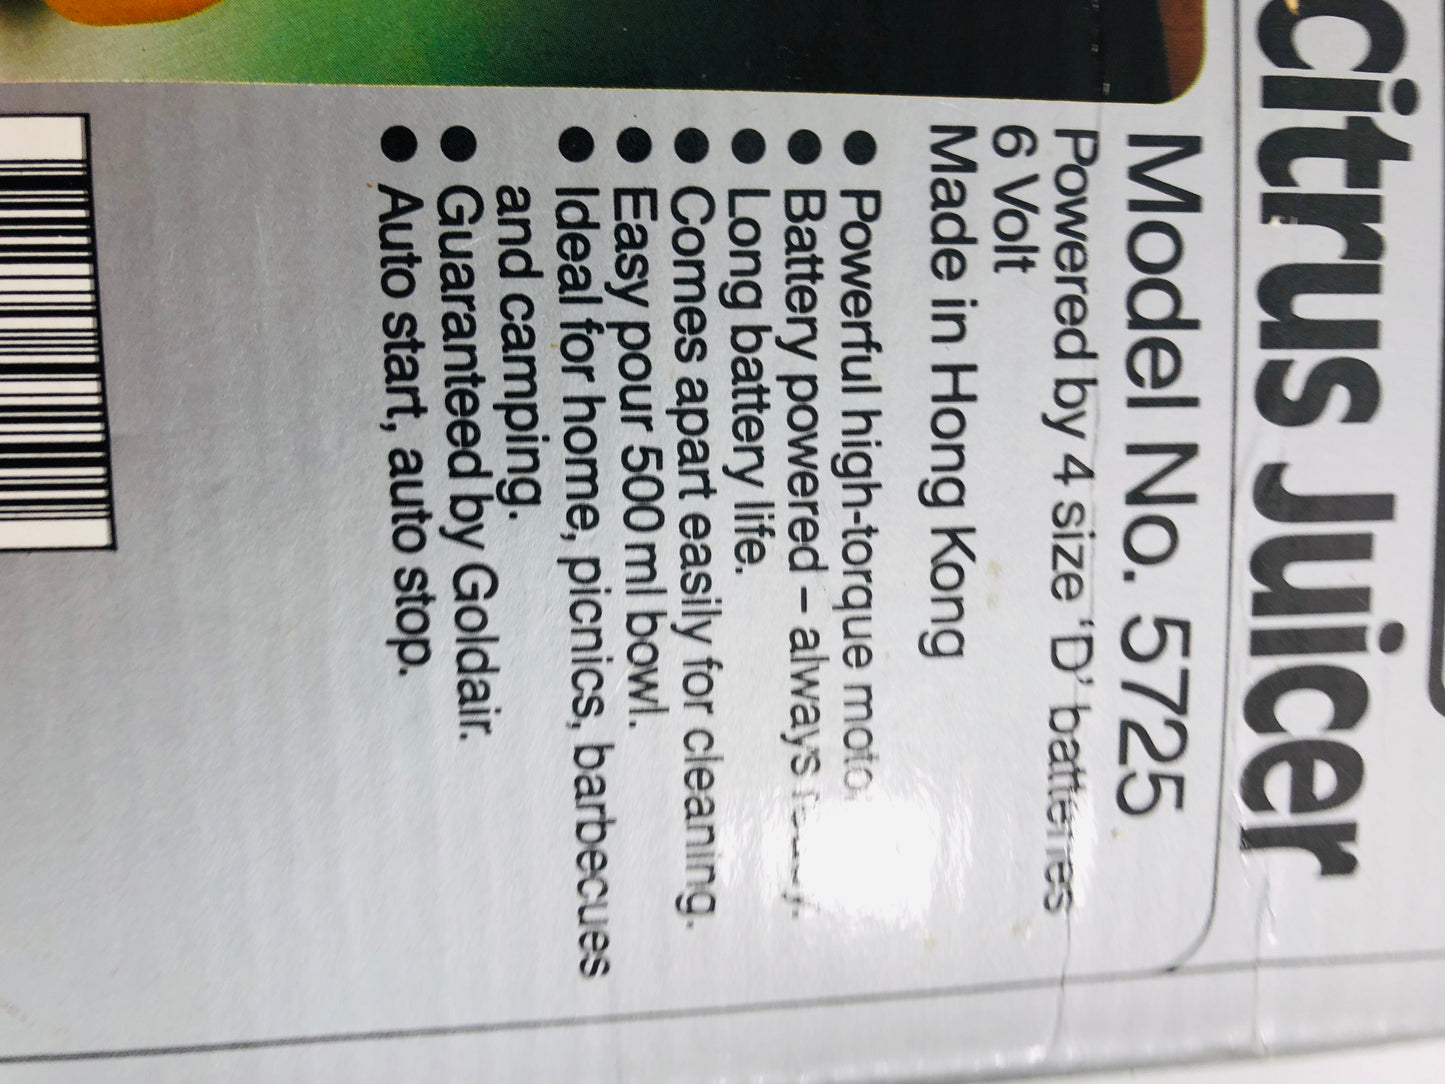 citrus Juicer
Model No. 5725
Powered by 4 size 'D' batteries
6 Volt
Made in Hong Kong
● Powerful high-torque
● Battery powered – always
● Long battery life.
● Comes apart easily for cleaning.
● Easy pour 500 ml bowl.
● Ideal for home, picnics, barbecues
and camping.
● Guaranteed by Goldair.
● Auto start, auto stop.